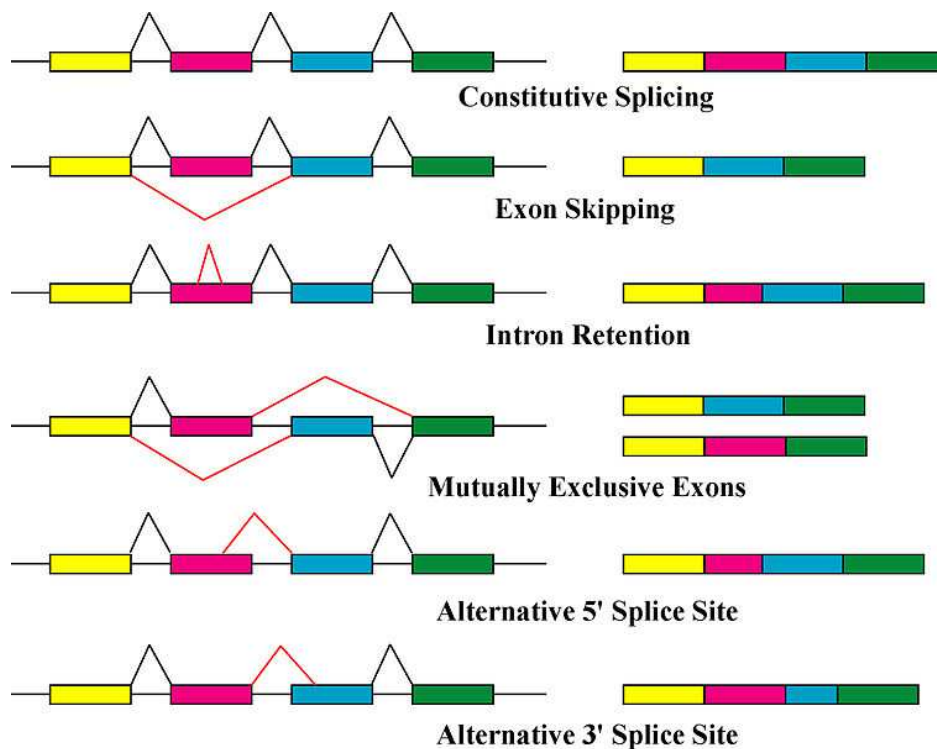 Constitutive Splicing
Exon Skipping
Intron Retention
Mutually Exclusive Exons
Alternative 5' Splice Site
Alternative 3' Splice Site